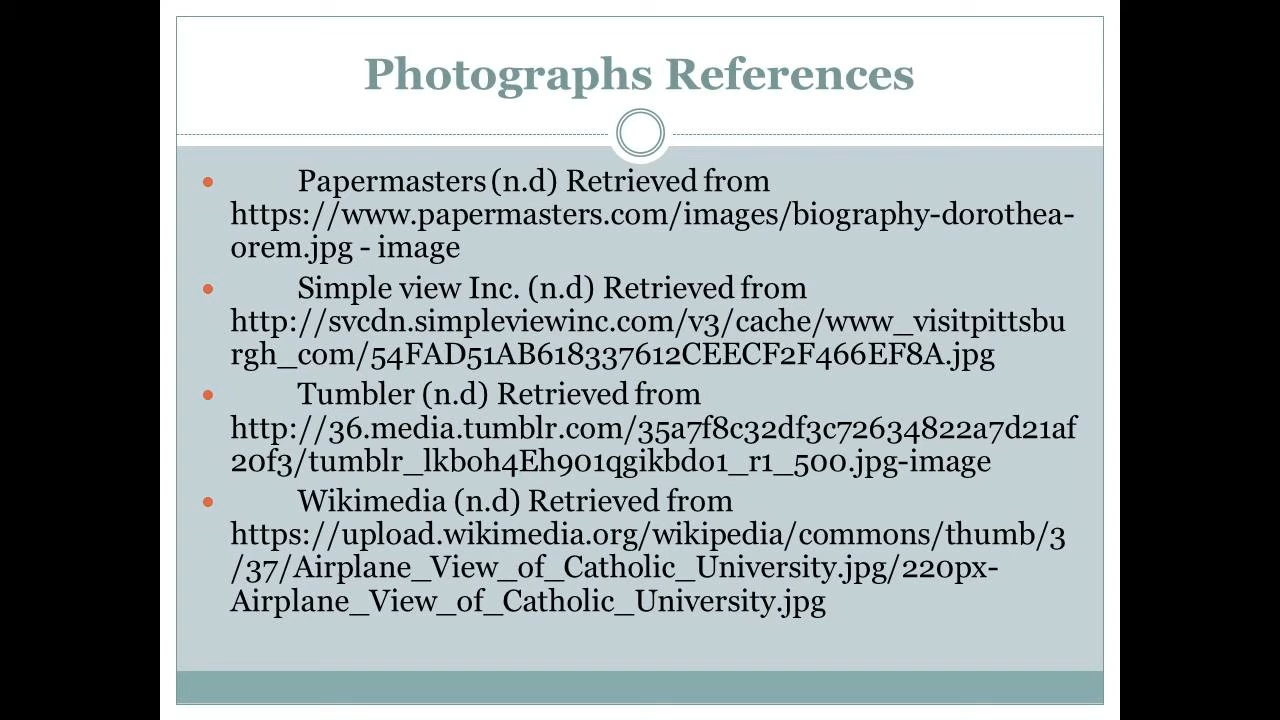 Photographs References
Papermasters (n.d) Retrieved from
https://www.papermasters.com/images/biography-dorothea-
orem.jpg - image
Simple view Inc. (n.d) Retrieved from
http://svcdn.simpleviewinc.com/v3/cache/www_visitpittsbu
rgh_com/54FAD51AB618337612CEECF2F466EF8A.jpg
Tumbler (n.d) Retrieved from
http://36.media.tumblr.com/35a7f8c32df3c72634822a7d21af
20f3/tumblr_lkboh4Eh901qgikbdo1_r1_500.jpg-image
Wikimedia (n.d) Retrieved from
https://upload.wikimedia.org/wikipedia/commons/thumb/3
/37/Airplane_View_of_Catholic_University.jpg/220px-
Airplane_View_of_Catholic_University.jpg